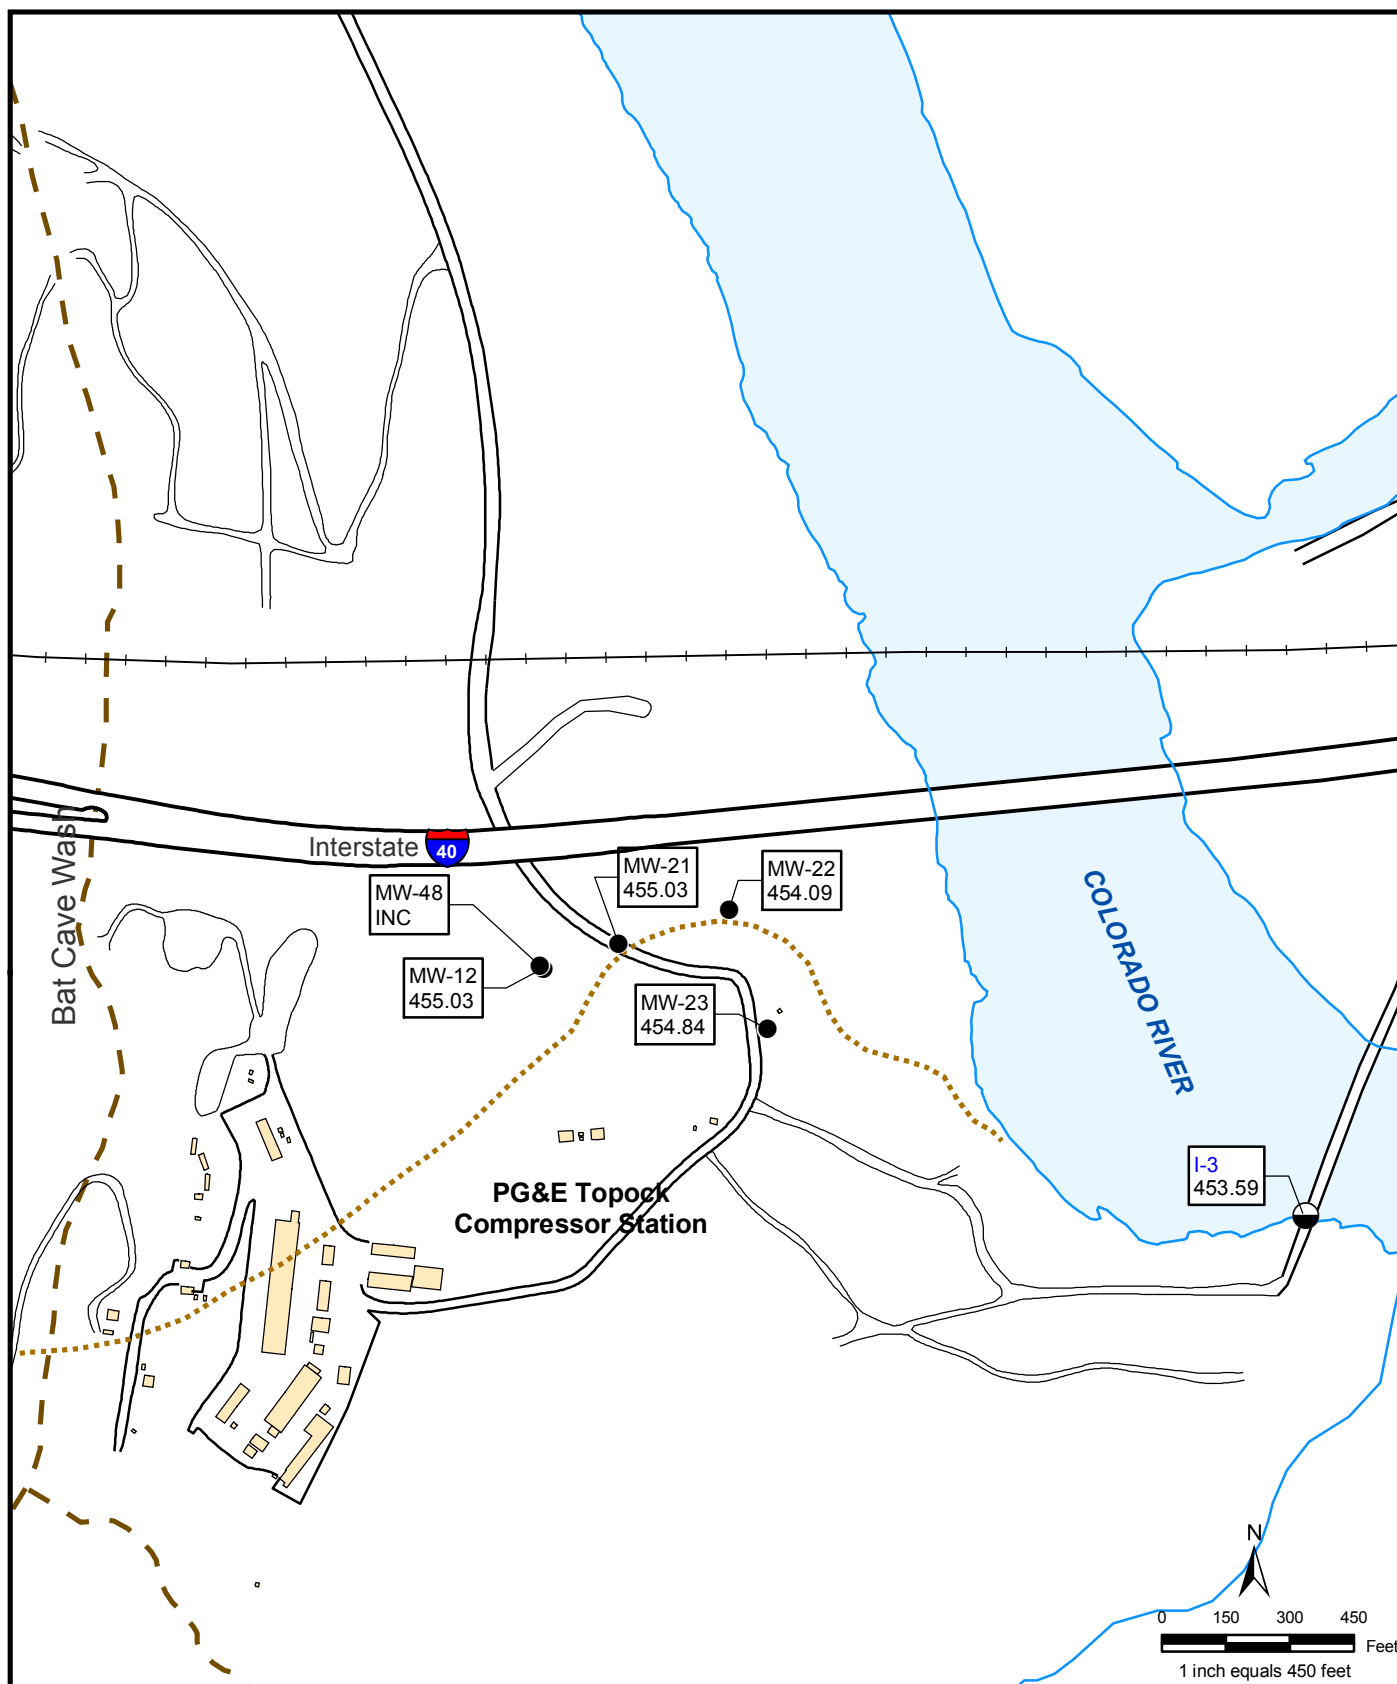 Interstate
40
MW-21
455.03
MW-22
454.09
MW-48
INC
MW-12
455.03
MW-23
454.84
Bat Cave Wash
COLORADO RIVER
I-3
453.59
PG&E Topock
Compressor Station
N
0 150 300 450
Feet
1 inch equals 450 feet